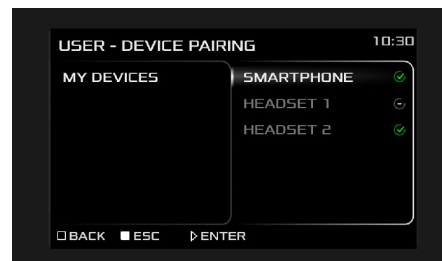 USER - DEVICE PAIRING 10:30
MY DEVICES
SMARTPHONE
HEADSET 1
HEADSET 2
BACK ESC ENTER